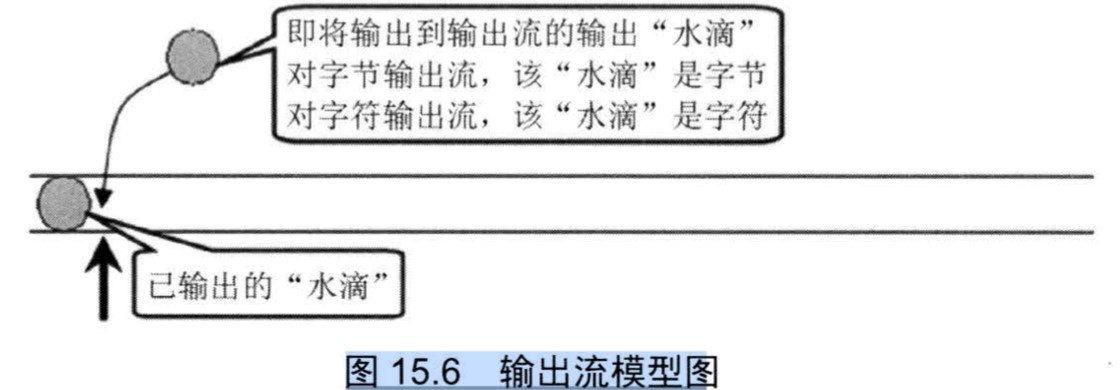 即将输出到输出流的输出“水滴”
对字节输出流，该“水滴”是字节
对字符输出流，该“水滴”是字符
已输出的“水滴”
图 15.6　输出流模型图